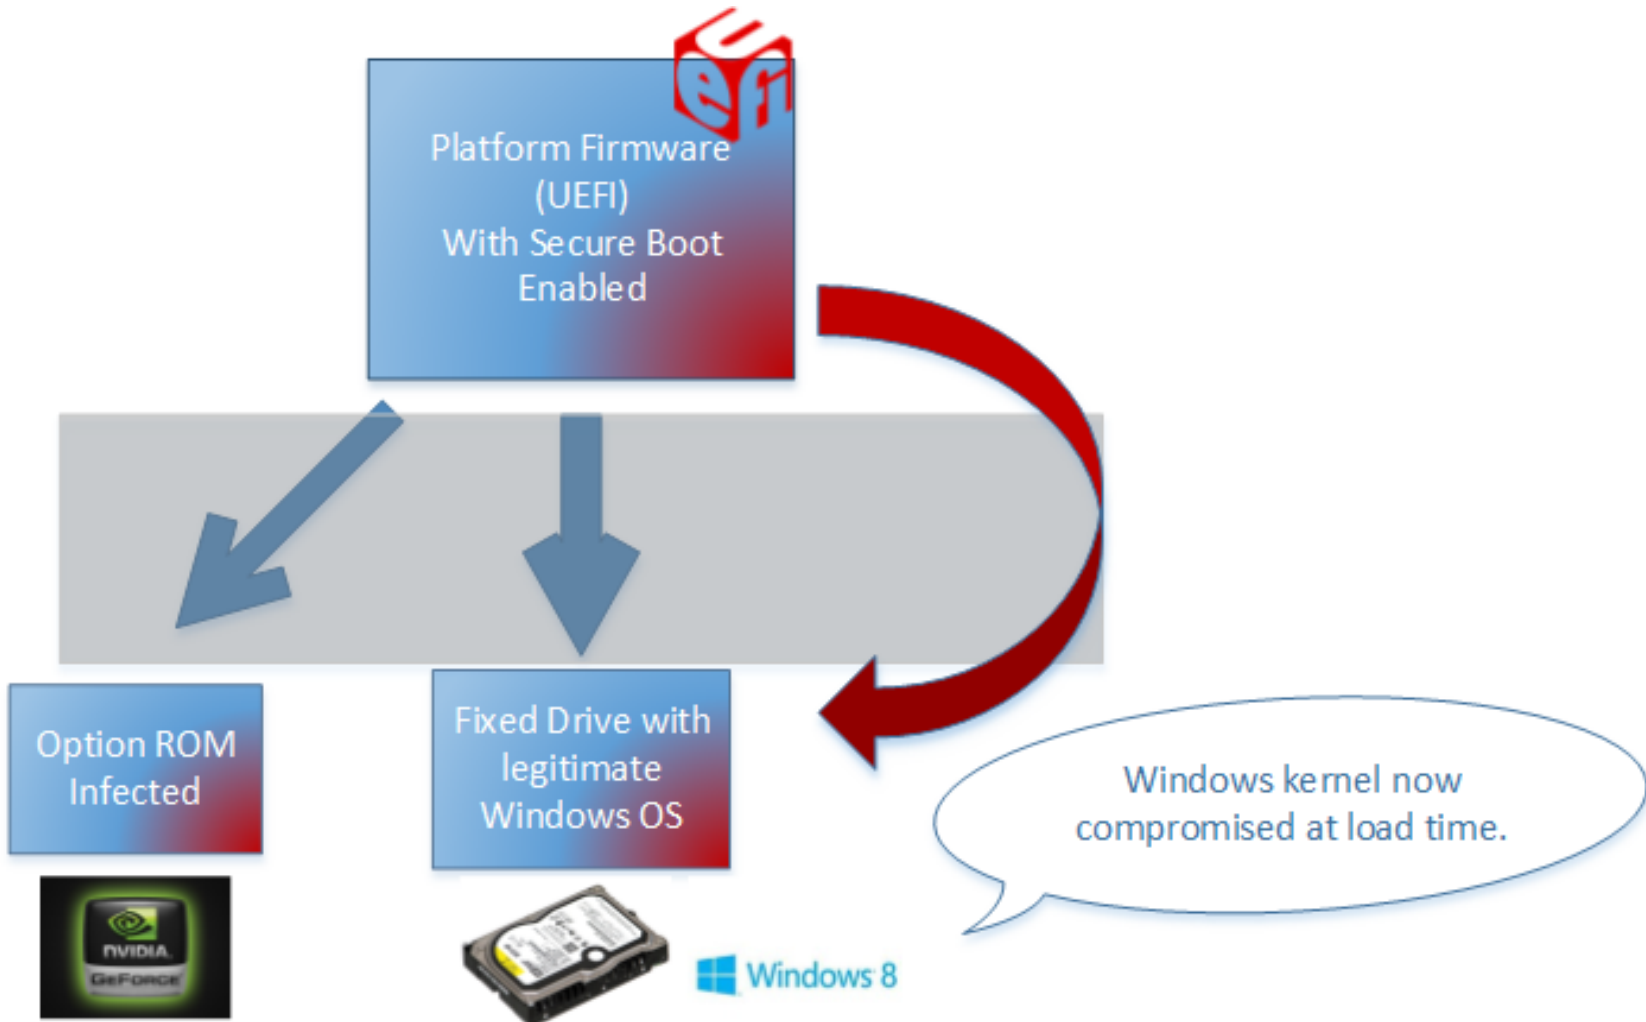 uefi
Platform Firmware
(UEFI)
With Secure Boot
Enabled
Option ROM
Infected
Fixed Drive with
legitimate
Windows OS
Windows kernel now
compromised at load time.
NVIDIA.
GEFORCE
Windows 8